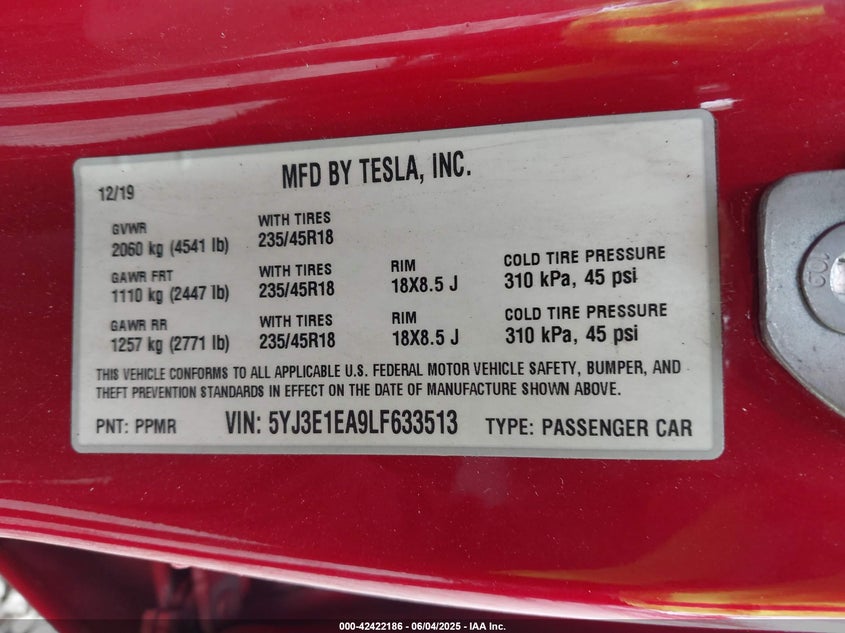 MFD BY TESLA, INC.
12/19
GVWR
2060 kg (4541 lb)
WITH TIRES
235/45R18
GAWR FRT
1110 kg (2447 lb)
WITH TIRES
235/45R18
RIM
18X8.5 J
COLD TIRE PRESSURE
310 kPa, 45 psi
GAWR RR
1257 kg (2771 lb)
WITH TIRES
235/45R18
RIM
18X8.5 J
COLD TIRE PRESSURE
310 kPa, 45 psi
THIS VEHICLE CONFORMS TO ALL APPLICABLE U.S. FEDERAL MOTOR VEHICLE SAFETY, BUMPER, AND
THEFT PREVENTION STANDARDS IN EFFECT ON THE DATE OF MANUFACTURE SHOWN ABOVE.
PNT: PPMR VIN: 5YJ3E1EA9LF633513 TYPE: PASSENGER CAR
10.9
000-42422186 - 06/04/2025 - IAA Inc.